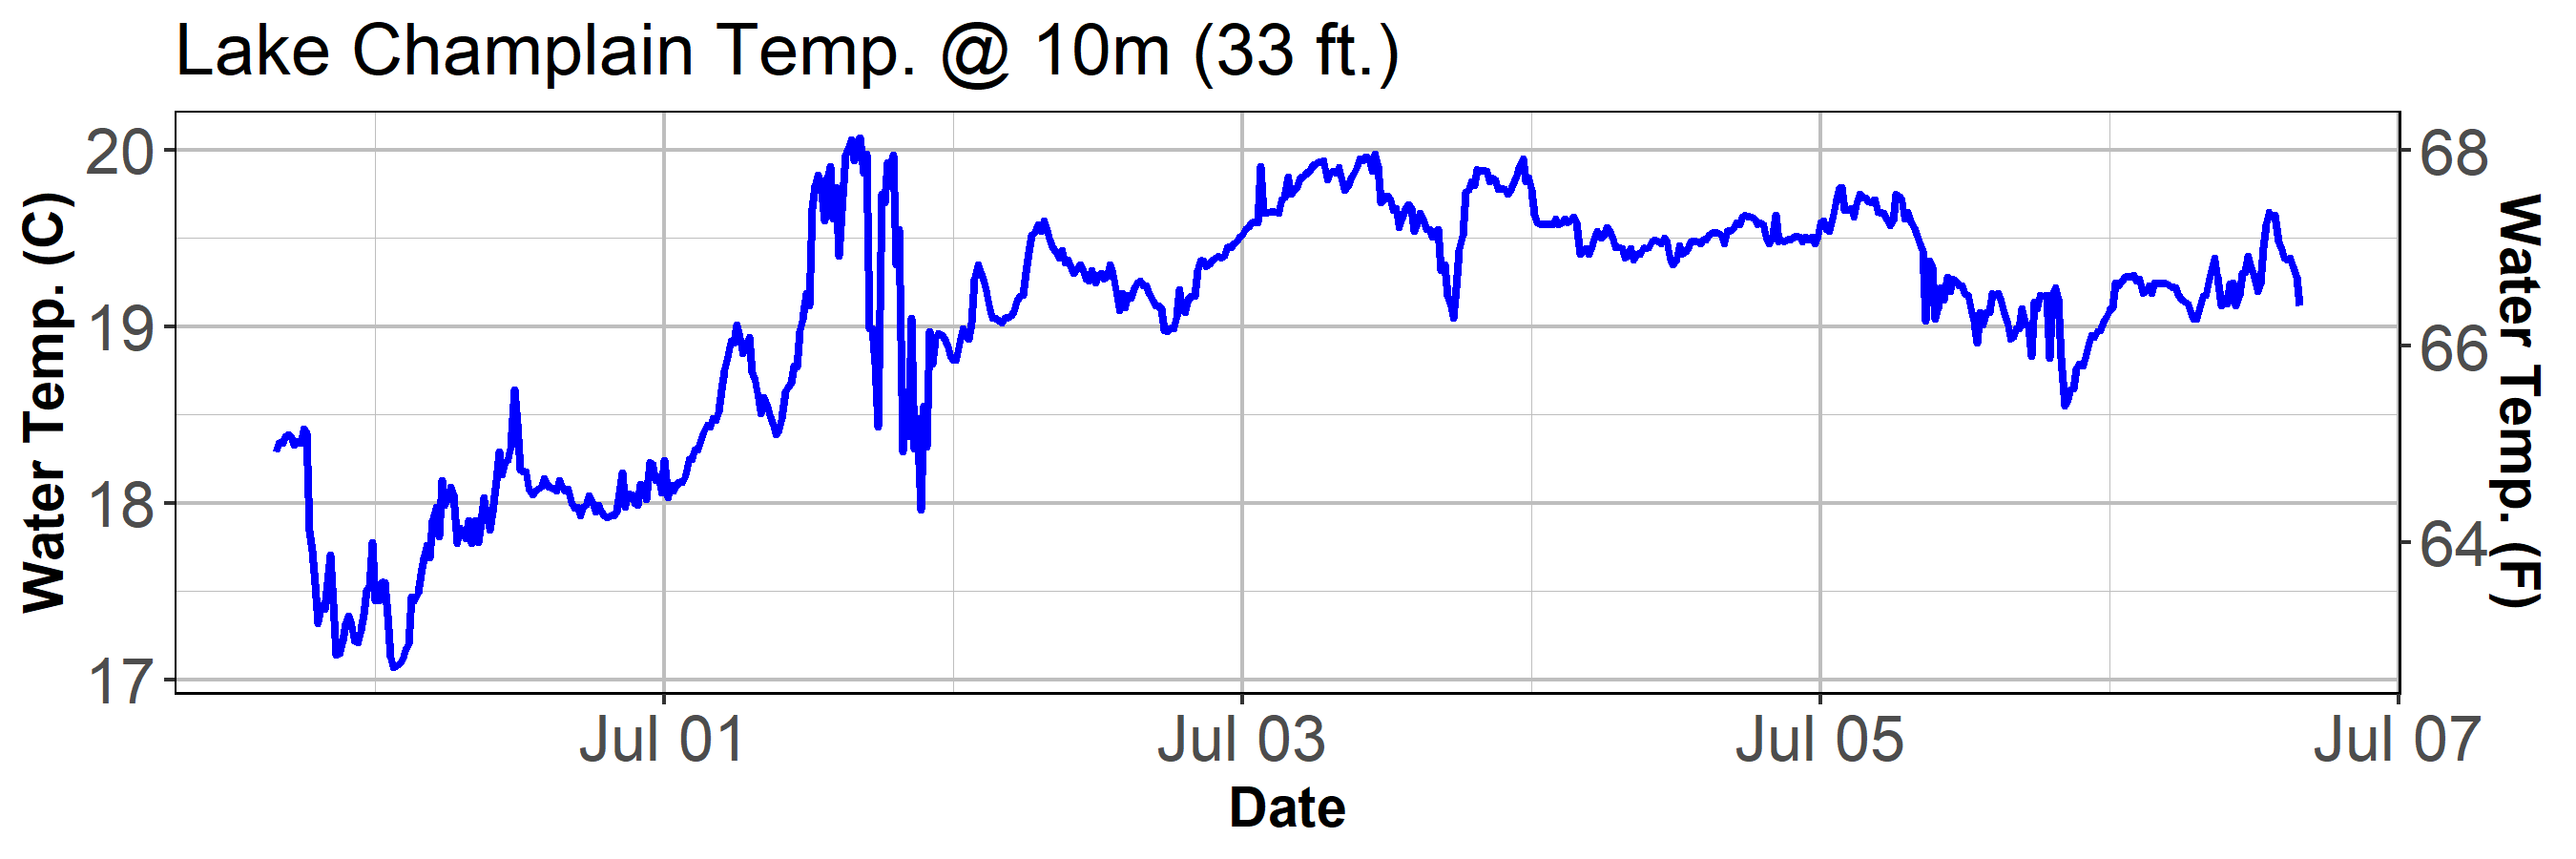 Lake Champlain Temp. @ 10m (33 ft.)
Water Temp. (C)
20
19
18
17
68
66
64
Water Temp. (F)
Jul 01
Jul 03
Jul 05
Jul 07
Date